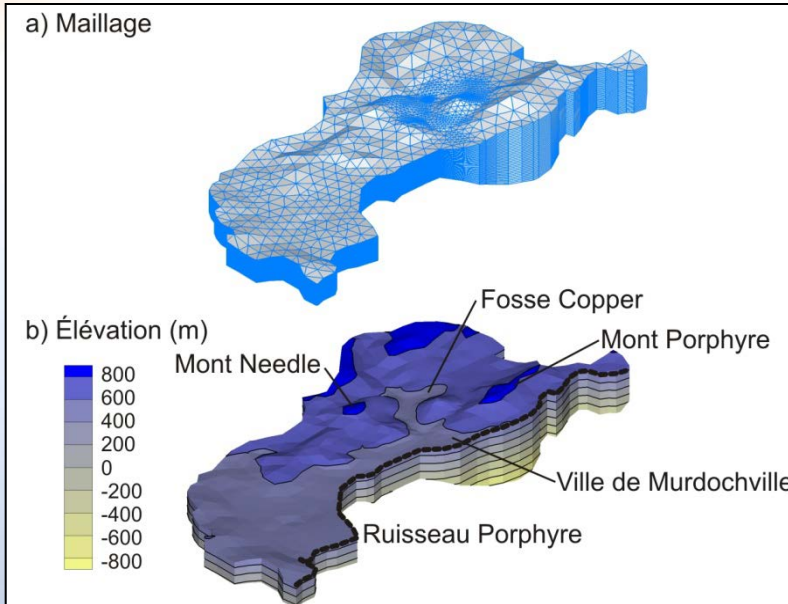 a) Maillage
Fosse Copper
b) Élévation (m)
Mont Porphyre
Mont Needle
800
600
400
200
0
-200
-400
-600
-800
Ville de Murdochville
Ruisseau Porphyre